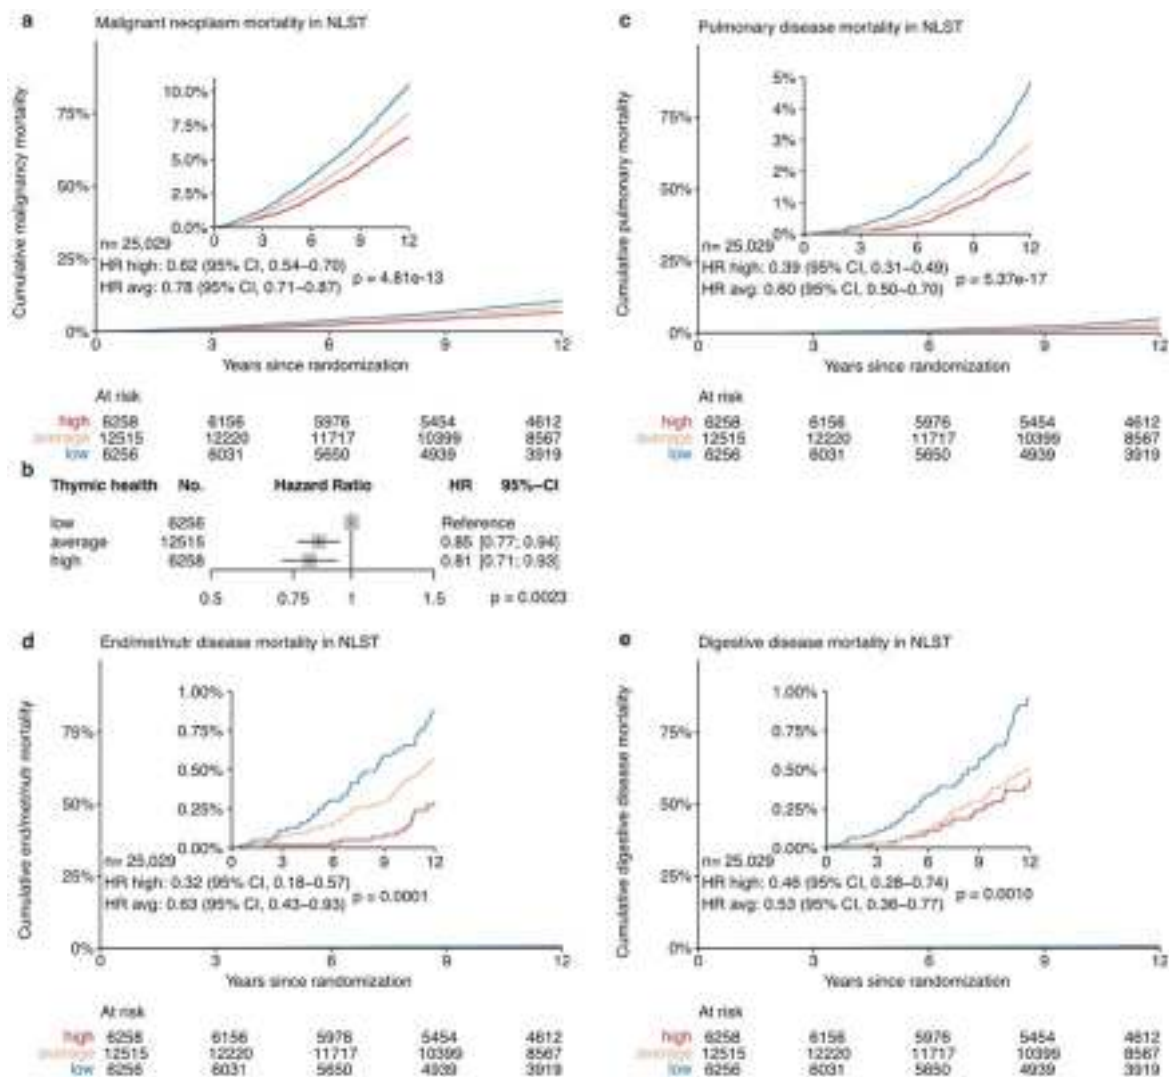 a Malignant neoplasm mortality in NLST
Cumulative malignancy mortality
75%
50%
25%
0%
10.0%
7.5%
5.0%
2.5%
0.0%
0 3 6 9 12
n= 25,029
HR high: 0.62 (95% CI, 0.54–0.70)
HR avg: 0.78 (95% CI, 0.71–0.87)
p = 4.81e-13
0 3 6 9 12
Years since randomization
At risk
high 6258 6156 5976 5454 4612
average 12515 12220 11717 10399 8567
low 6256 6031 5650 4939 3919
c Pulmonary disease mortality in NLST
Cumulative pulmonary mortality
75%
50%
25%
0%
5%
4%
3%
2%
1%
0%
0 3 6 9 12
n= 25,029
HR high: 0.39 (95% CI, 0.31–0.49)
HR avg: 0.60 (95% CI, 0.50–0.70)
p = 5.37e-17
0 3 6 9 12
Years since randomization
At risk
high 6258 6156 5976 5454 4612
average 12515 12220 11717 10399 8567
low 6256 6031 5650 4939 3919
b
Thymic health No. Hazard Ratio HR 95%–CI
low 6256 Reference
average 12515 0.85 [0.77; 0.94]
high 6258 0.81 [0.71; 0.93]
0.5 0.75 1 1.5 p = 0.0023
d End/met/nutr disease mortality in NLST
Cumulative end/met/nutr mortality
75%
50%
25%
0%
1.00%
0.75%
0.50%
0.25%
0.00%
0 3 6 9 12
n= 25,029
HR high: 0.32 (95% CI, 0.18–0.57)
HR avg: 0.63 (95% CI, 0.43–0.93)
p = 0.0001
0 3 6 9 12
Years since randomization
At risk
high 6258 6156 5976 5454 4612
average 12515 12220 11717 10399 8567
low 6256 6031 5650 4939 3919
e Digestive disease mortality in NLST
Cumulative digestive disease mortality
75%
50%
25%
0%
1.00%
0.75%
0.50%
0.25%
0.00%
0 3 6 9 12
n= 25,029
HR high: 0.46 (95% CI, 0.28–0.74)
HR avg: 0.53 (95% CI, 0.36–0.77)
p = 0.0010
0 3 6 9 12
Years since randomization
At risk
high 6258 6156 5976 5454 4612
average 12515 12220 11717 10399 8567
low 6256 6031 5650 4939 3919